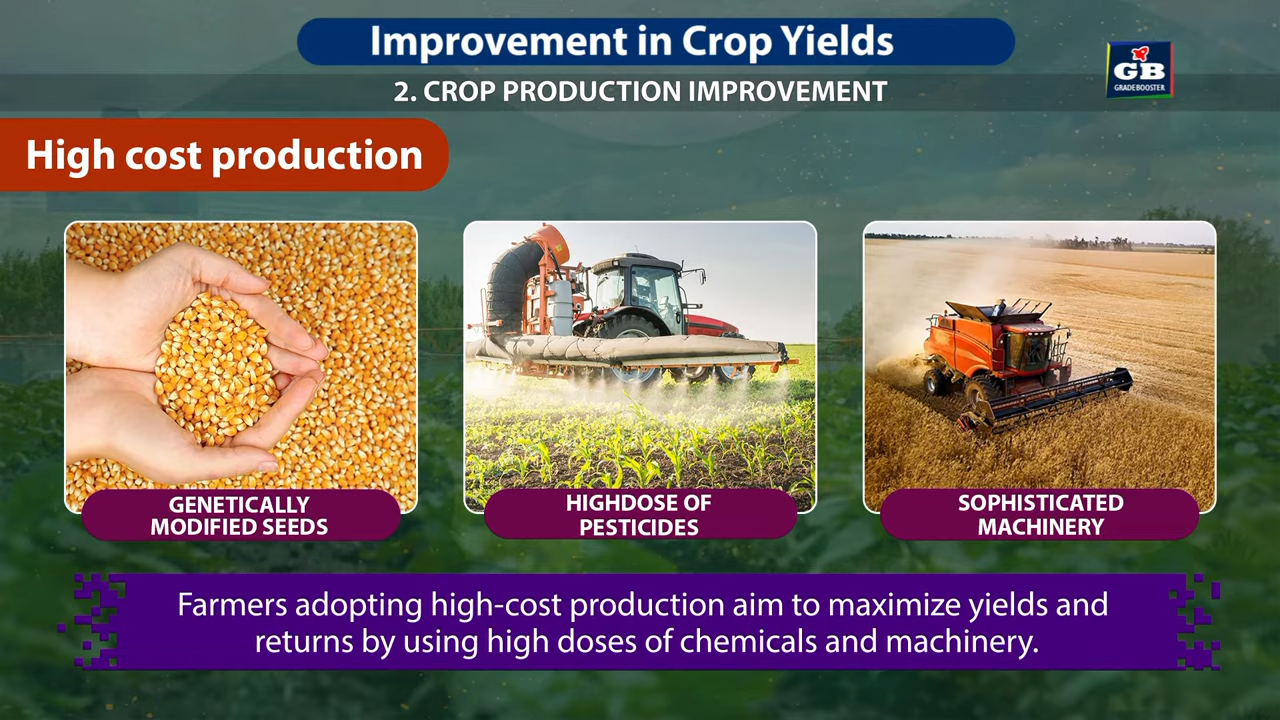 Improvement in Crop Yields
2. CROP PRODUCTION IMPROVEMENT
GB
GRADEBOOSTER
High cost production
GENETICALLY
MODIFIED SEEDS
HIGHDOSE OF
PESTICIDES
SOPHISTICATED
MACHINERY
Farmers adopting high-cost production aim to maximize yields and
returns by using high doses of chemicals and machinery.